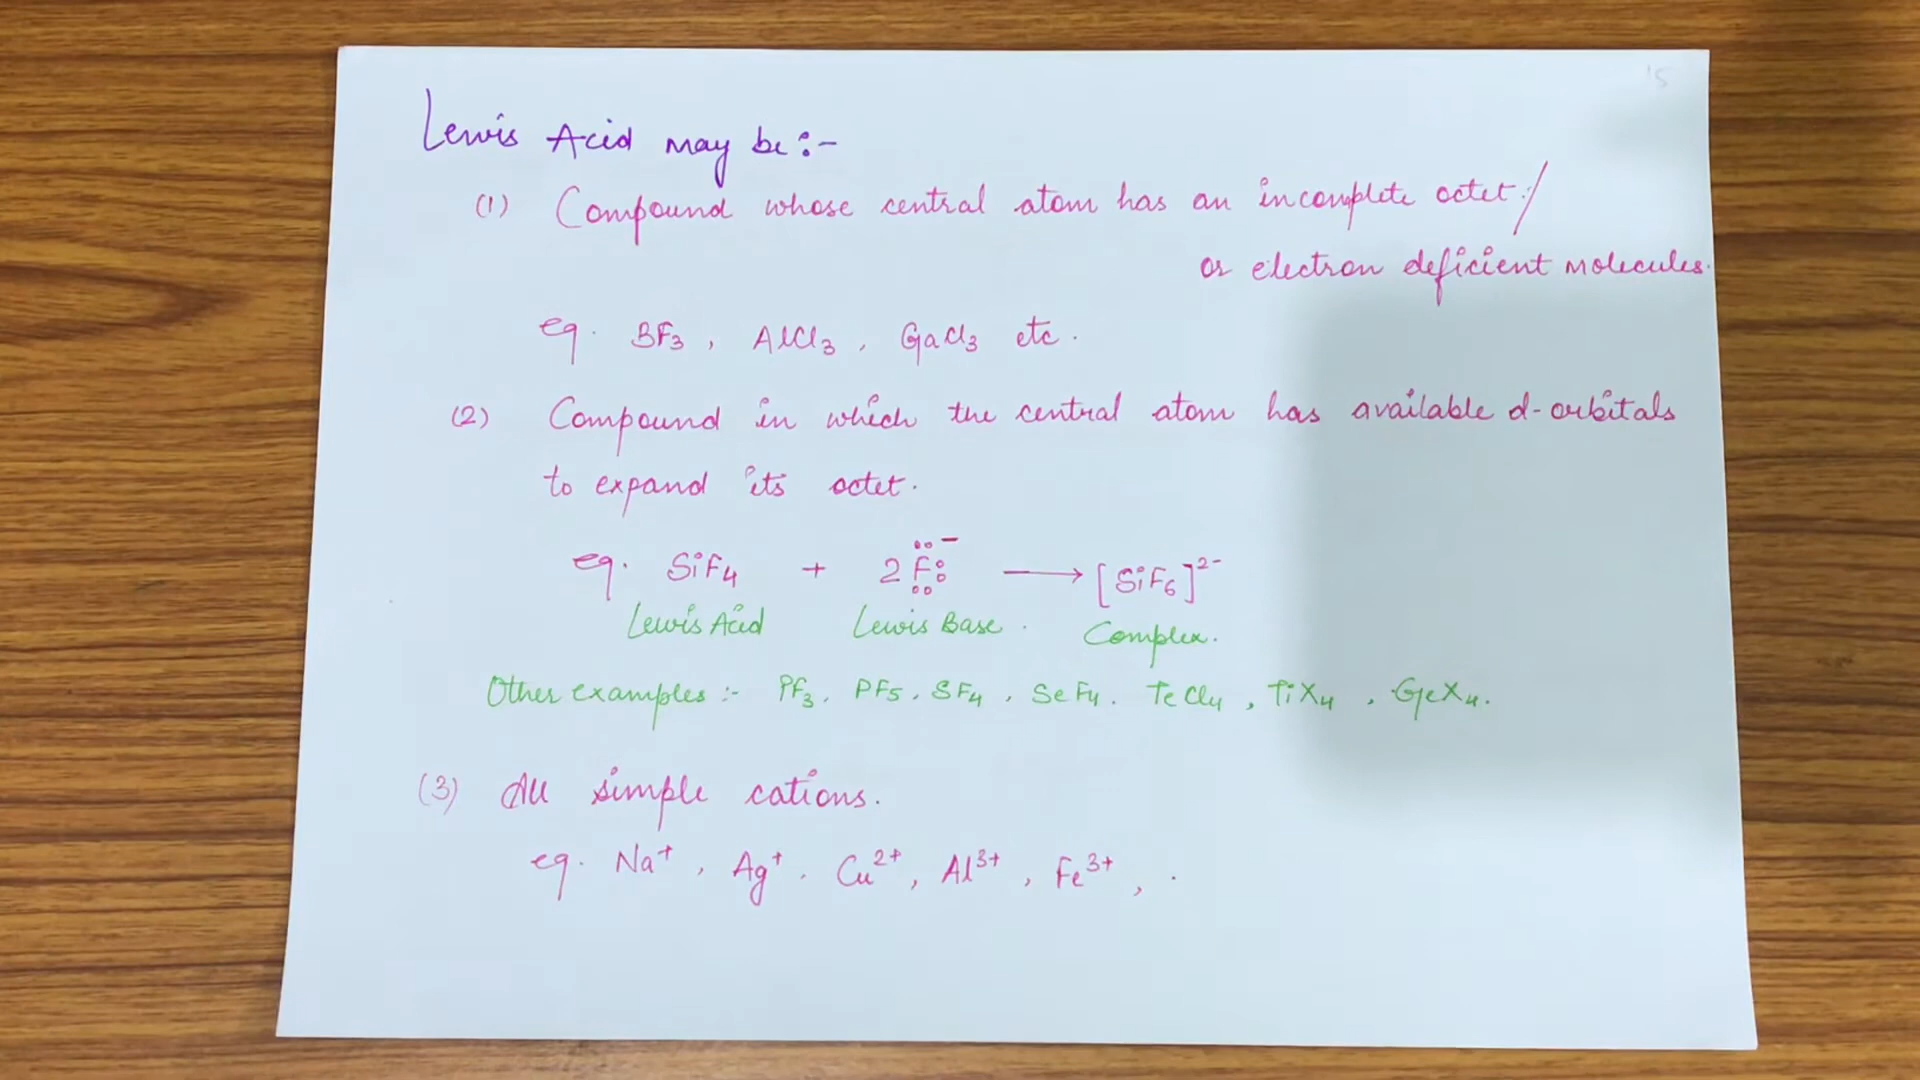 Lewis Acid may be :-
(1) Compound whose central atom has an incomplete octet./
or electron deficient molecules.
eg. BF₃, AlCl₃, GaCl₃ etc.
(2) Compound in which the central atom has available d-orbitals
to expand its octet.
eg. SiF₄ + 2F⁻ ⟶ [SiF₆]²⁻
Lewis Acid Lewis Base. Complex.
Other examples :- PF₃, PF₅, SF₄, SeF₄. TeCl₄, TiX₄, GeX₄.
(3) All simple cations.
eg. Na⁺, Ag⁺, Cu²⁺, Al³⁺, Fe³⁺,